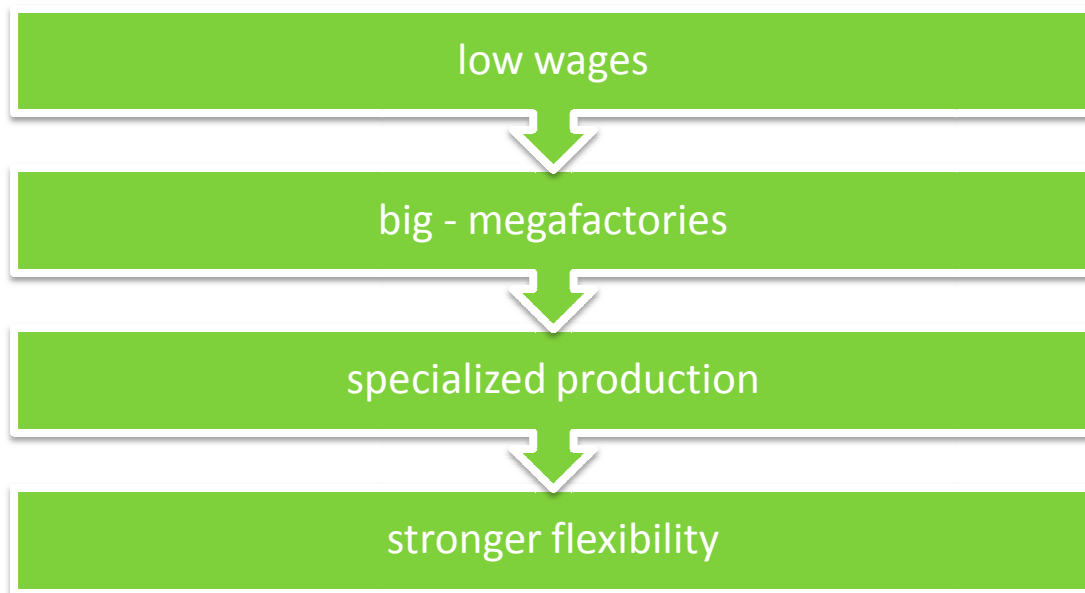 low wages
big - megafactories
specialized production
stronger flexibility